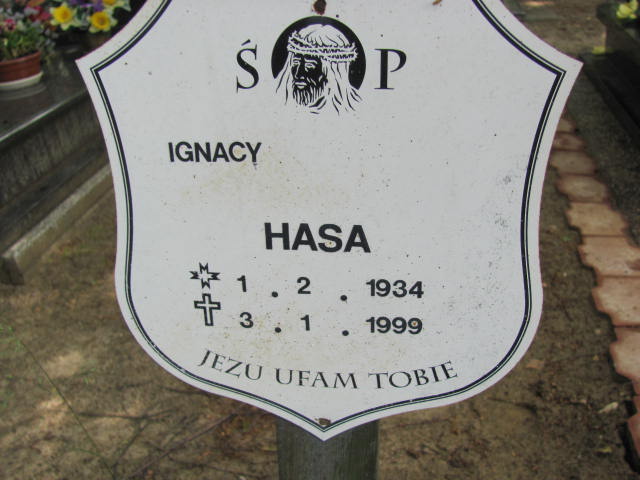 Ś P
IGNACY
HASA
1 . 2 . 1934
3 . 1 . 1999
JEZU UFAM TOBIE